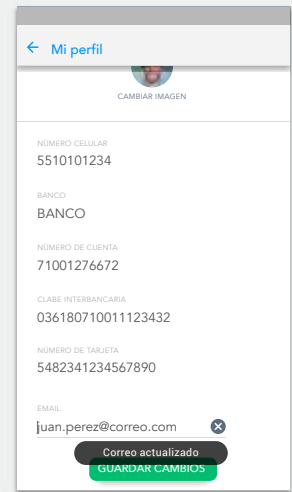 Mi perfil
CAMBIAR IMAGEN
NÚMERO CELULAR
5510101234
BANCO
BANCO
NÚMERO DE CUENTA
71001276672
CLABE INTERBANCARIA
036180710011123432
NÚMERO DE TARJETA
5482341234567890
EMAIL
juan.perez@correo.com
Correo actualizado
GUARDAR CAMBIOS